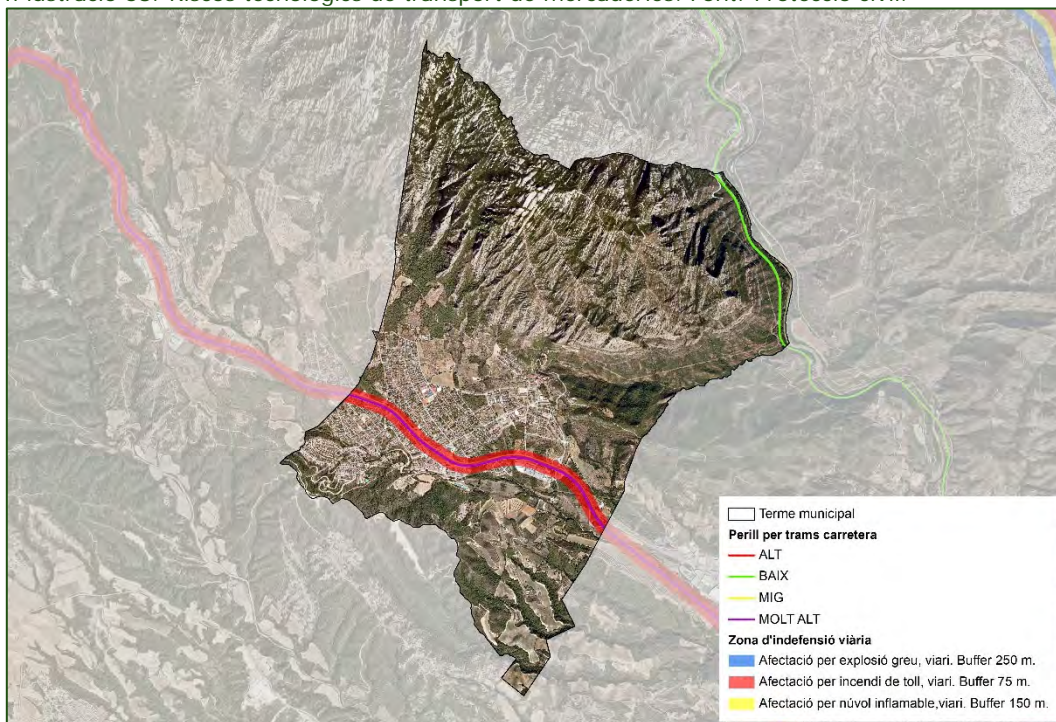 Terme municipal
Perill per trams carretera
ALT
BAIX
MIG
MOLT ALT
Zona d'indefensió viària
Afectació per explosió greu, viari. Buffer 250 m.
Afectació per incendi de toll, viari. Buffer 75 m.
Afectació per núvol inflamable,viari. Buffer 150 m.